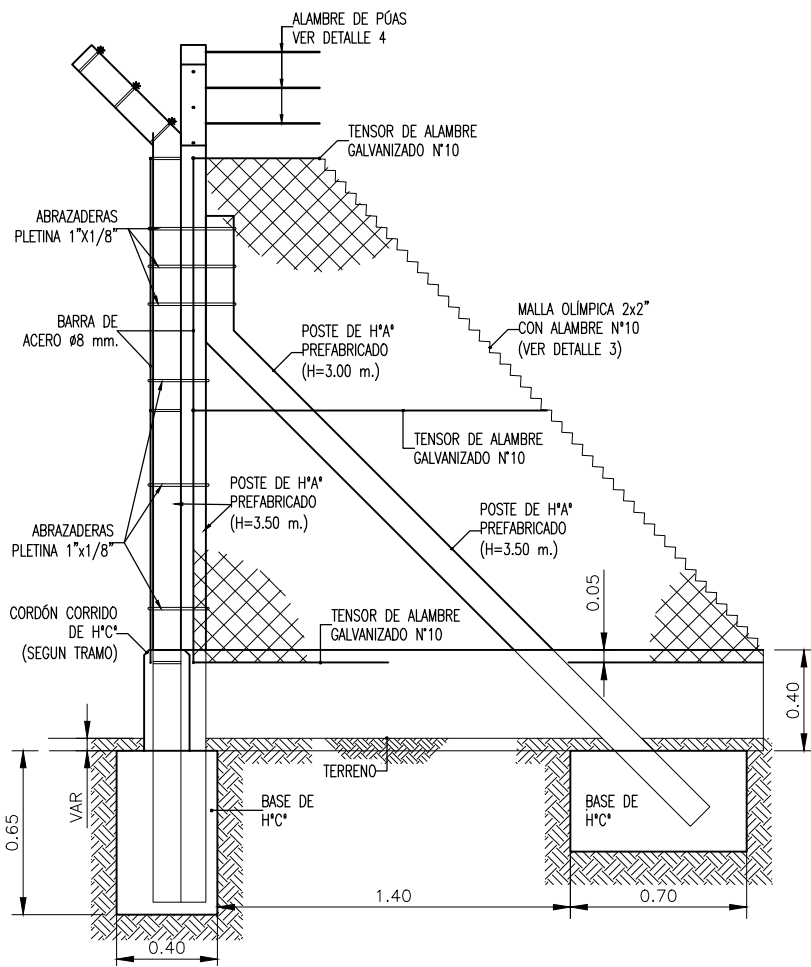 ALAMBRE DE PÚAS
VER DETALLE 4
TENSOR DE ALAMBRE
GALVANIZADO N°10
ABRAZADERAS
PLETINA 1"X1/8"
BARRA DE
ACERO ø8 mm.
POSTE DE H°A°
PREFABRICADO
(H=3.00 m.)
MALLA OLÍMPICA 2x2"
CON ALAMBRE N°10
(VER DETALLE 3)
TENSOR DE ALAMBRE
GALVANIZADO N°10
POSTE DE H°A°
PREFABRICADO
(H=3.50 m.)
POSTE DE H°A°
PREFABRICADO
(H=3.50 m.)
ABRAZADERAS
PLETINA 1"x1/8"
0.05
CORDÓN CORRIDO
DE H°C°
(SEGUN TRAMO)
TENSOR DE ALAMBRE
GALVANIZADO N°10
0.40
TERRENO
VAR
0.65
BASE DE
H°C°
BASE DE
H°C°
1.40
0.70
0.40